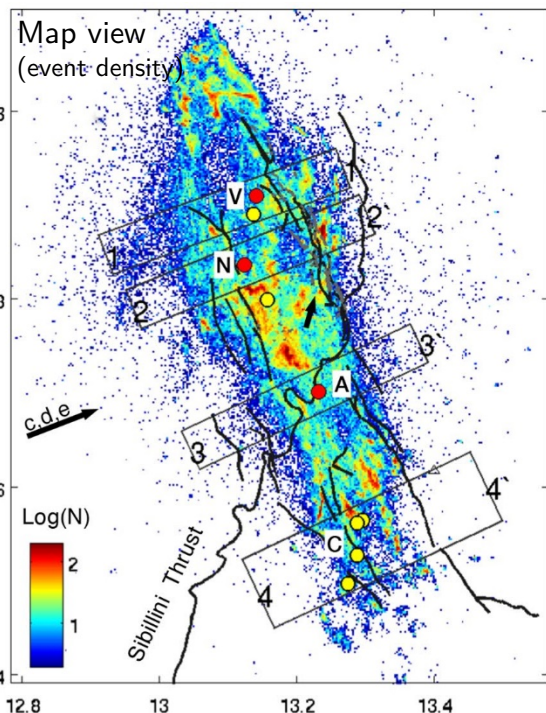 Map view
(event density)
1`
V
2`
1
N
2
3`
A
c,d,e
3
4`
Log(N)
2
C
1
4
Sibillini Thrust
12.8 13 13.2 13.4